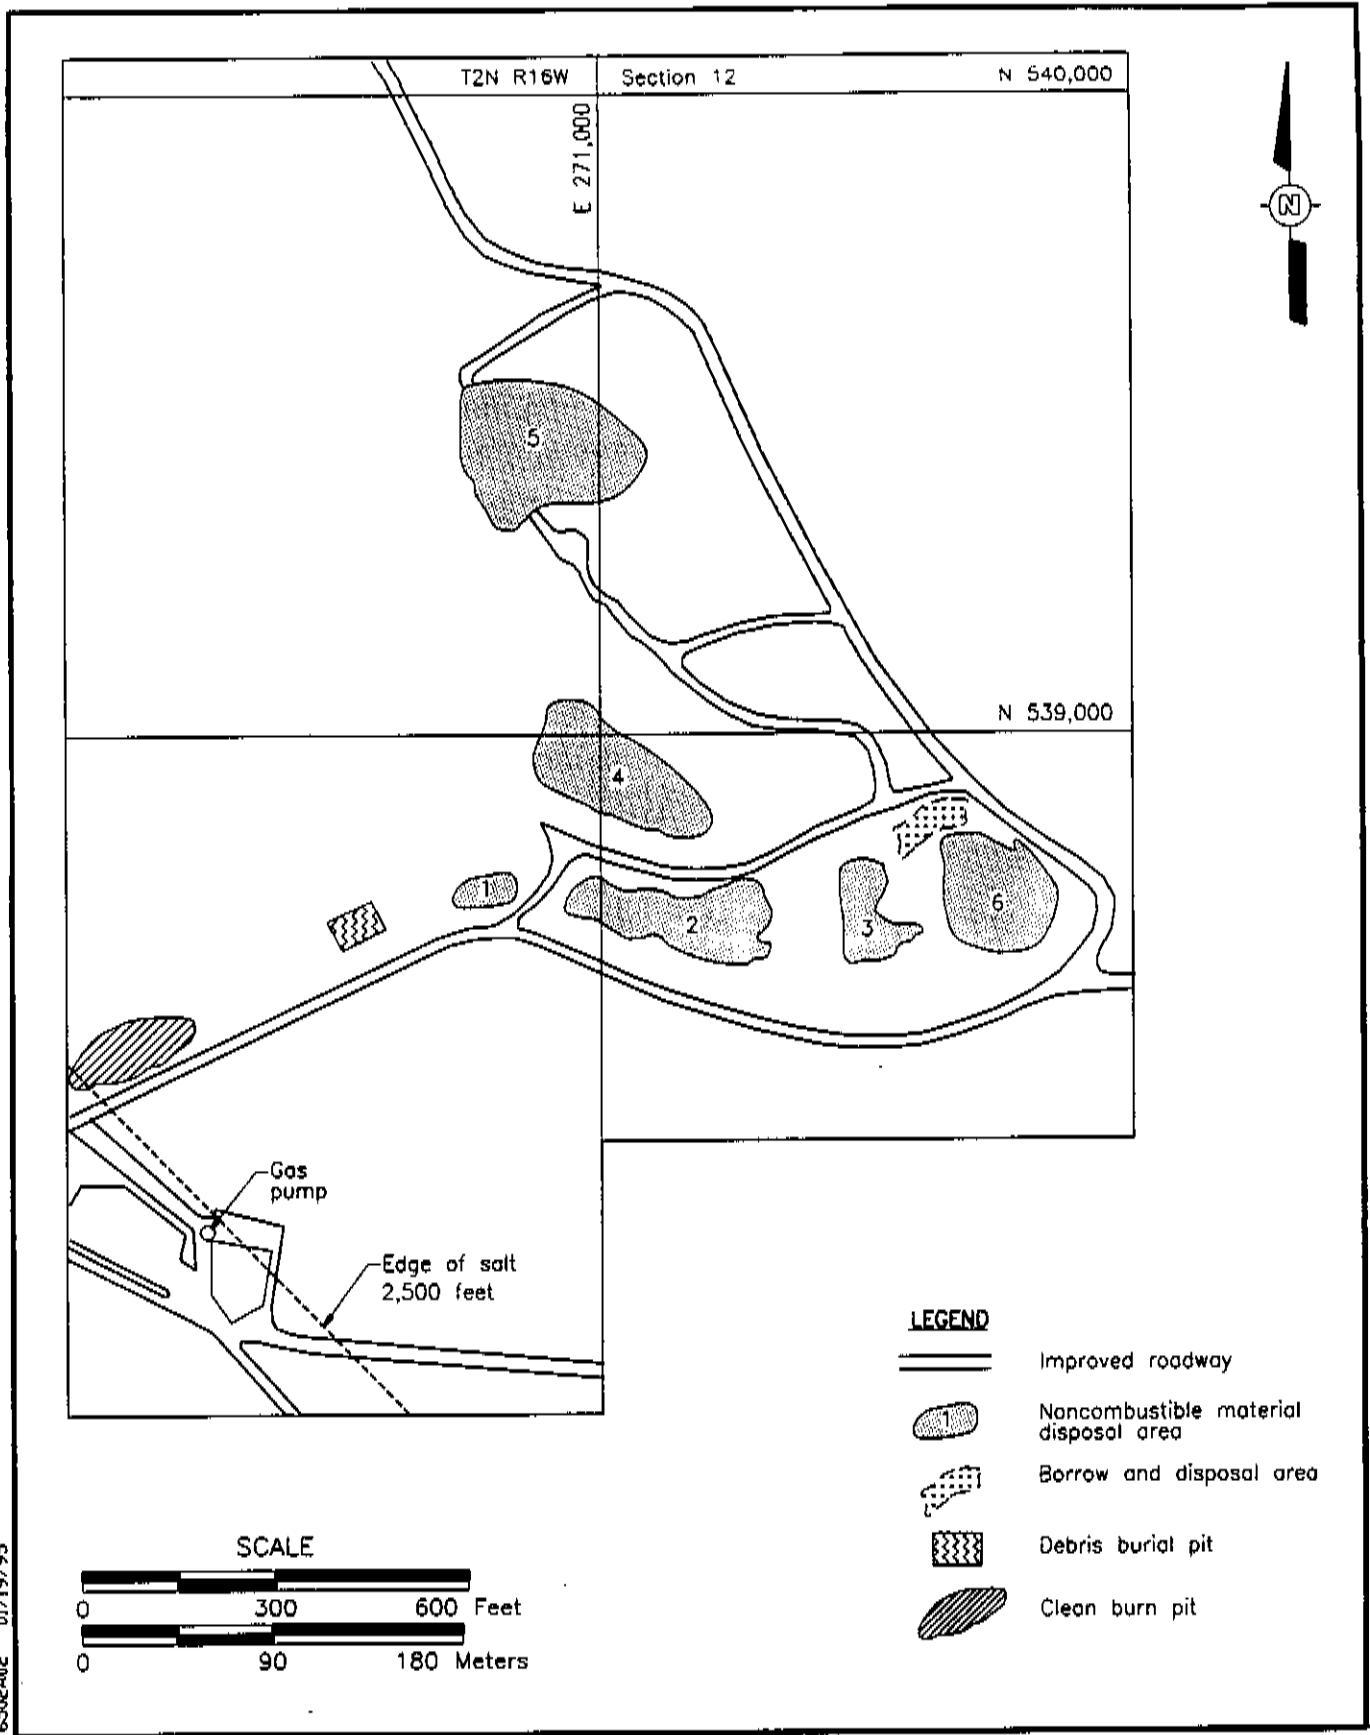 T2N R16W
Section 12
N 540,000
E 271,000
N
5
N 539,000
4
1
2
3
6
Gas
pump
Edge of salt
2,500 feet
LEGEND
Improved roadway
1
Noncombustible material
disposal area
Borrow and disposal area
Debris burial pit
Clean burn pit
SCALE
0 300 600 Feet
0 90 180 Meters